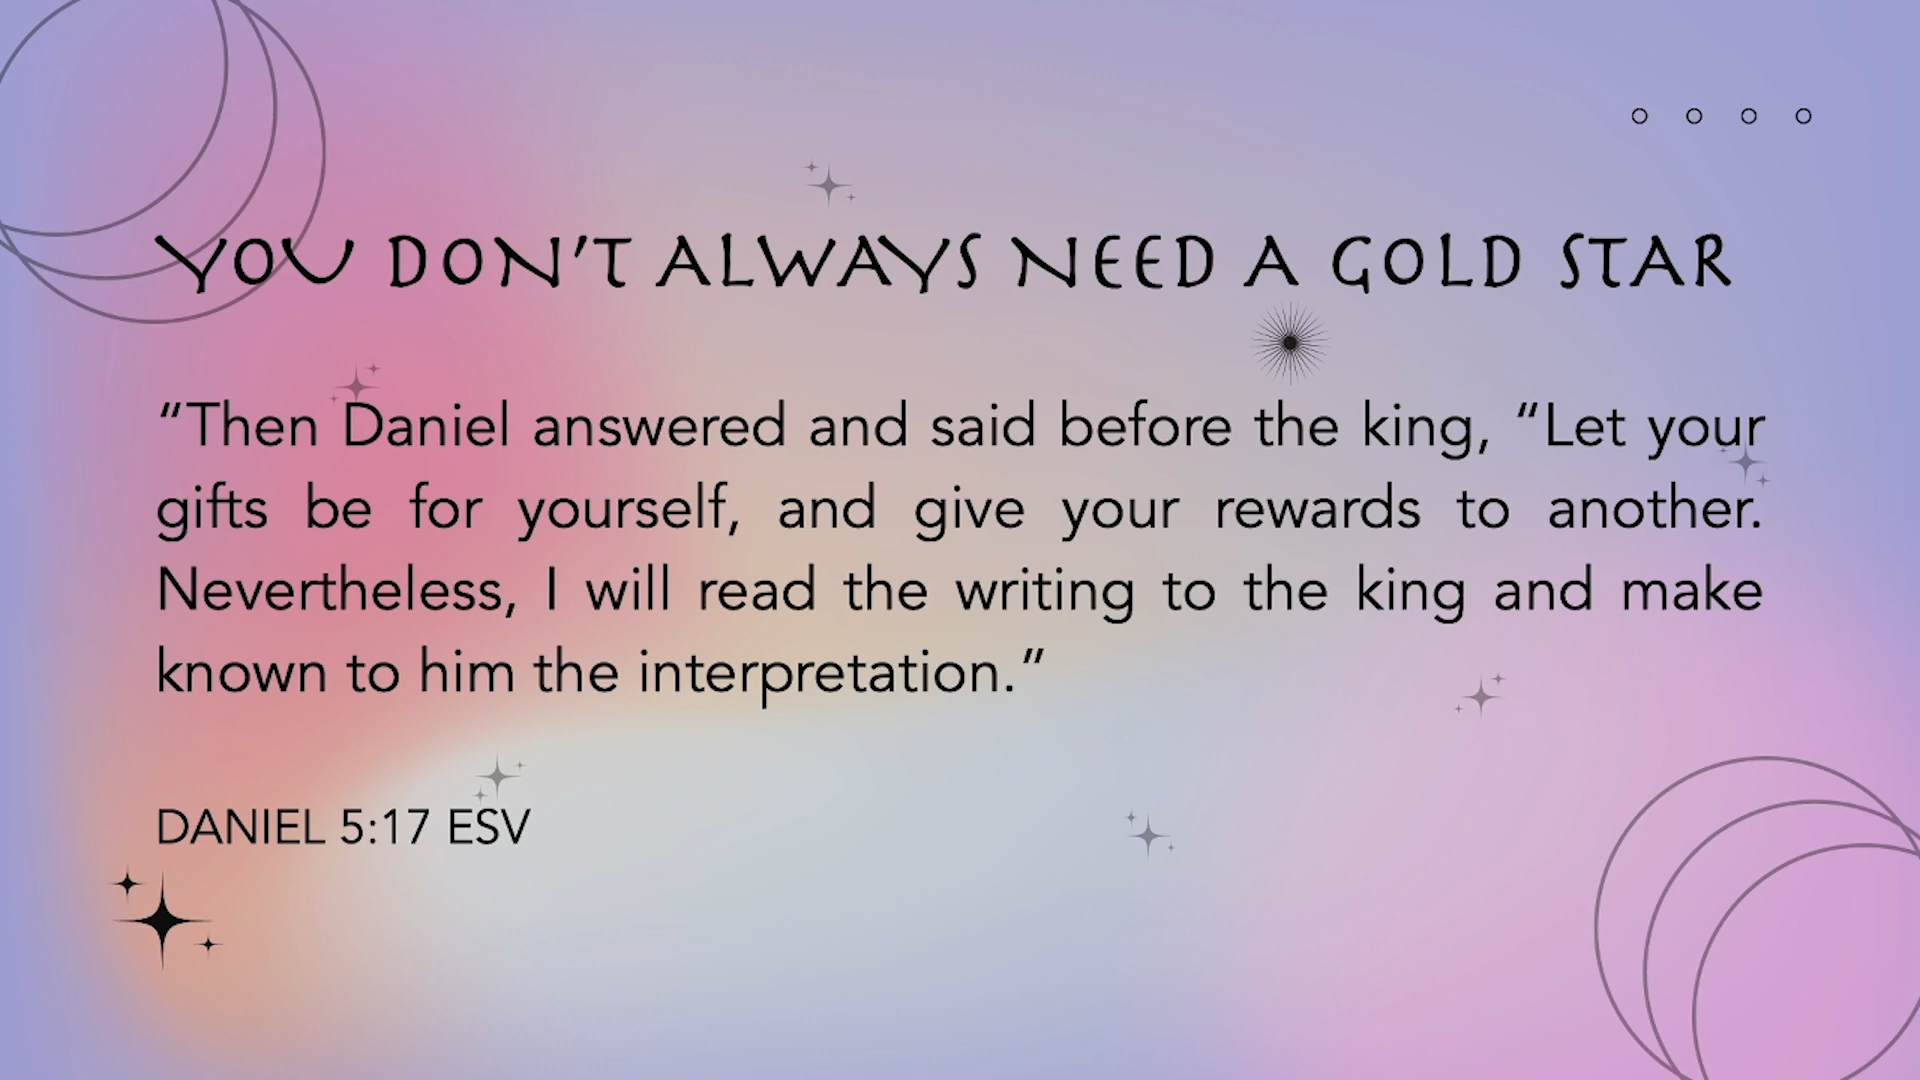 YOU DON’T ALWAYS NEED A GOLD STAR
“Then Daniel answered and said before the king, “Let your
gifts be for yourself, and give your rewards to another.
Nevertheless, I will read the writing to the king and make
known to him the interpretation.”
DANIEL 5:17 ESV